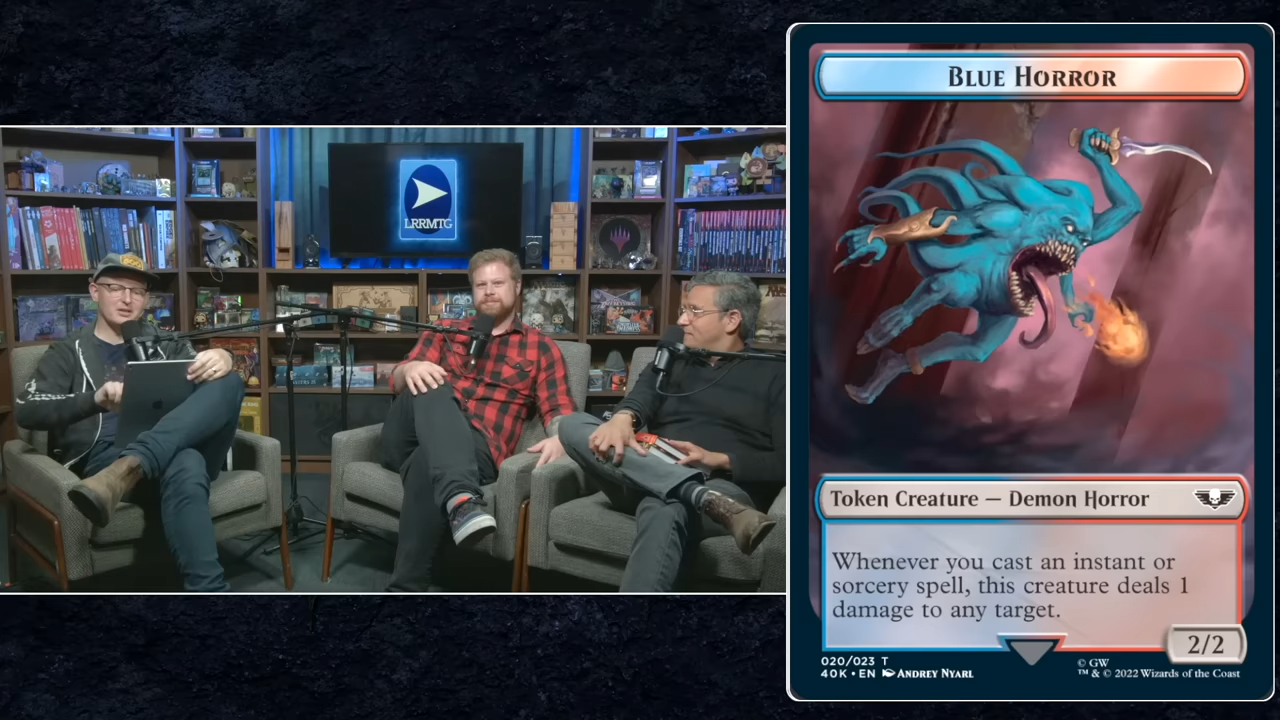 LRRMTG
BLUE HORROR
Token Creature — Demon Horror
Whenever you cast an instant or
sorcery spell, this creature deals 1
damage to any target.
2/2
020/023 T
40K • EN ANDREY NYARL
© GW
™ & © 2022 Wizards of the Coast